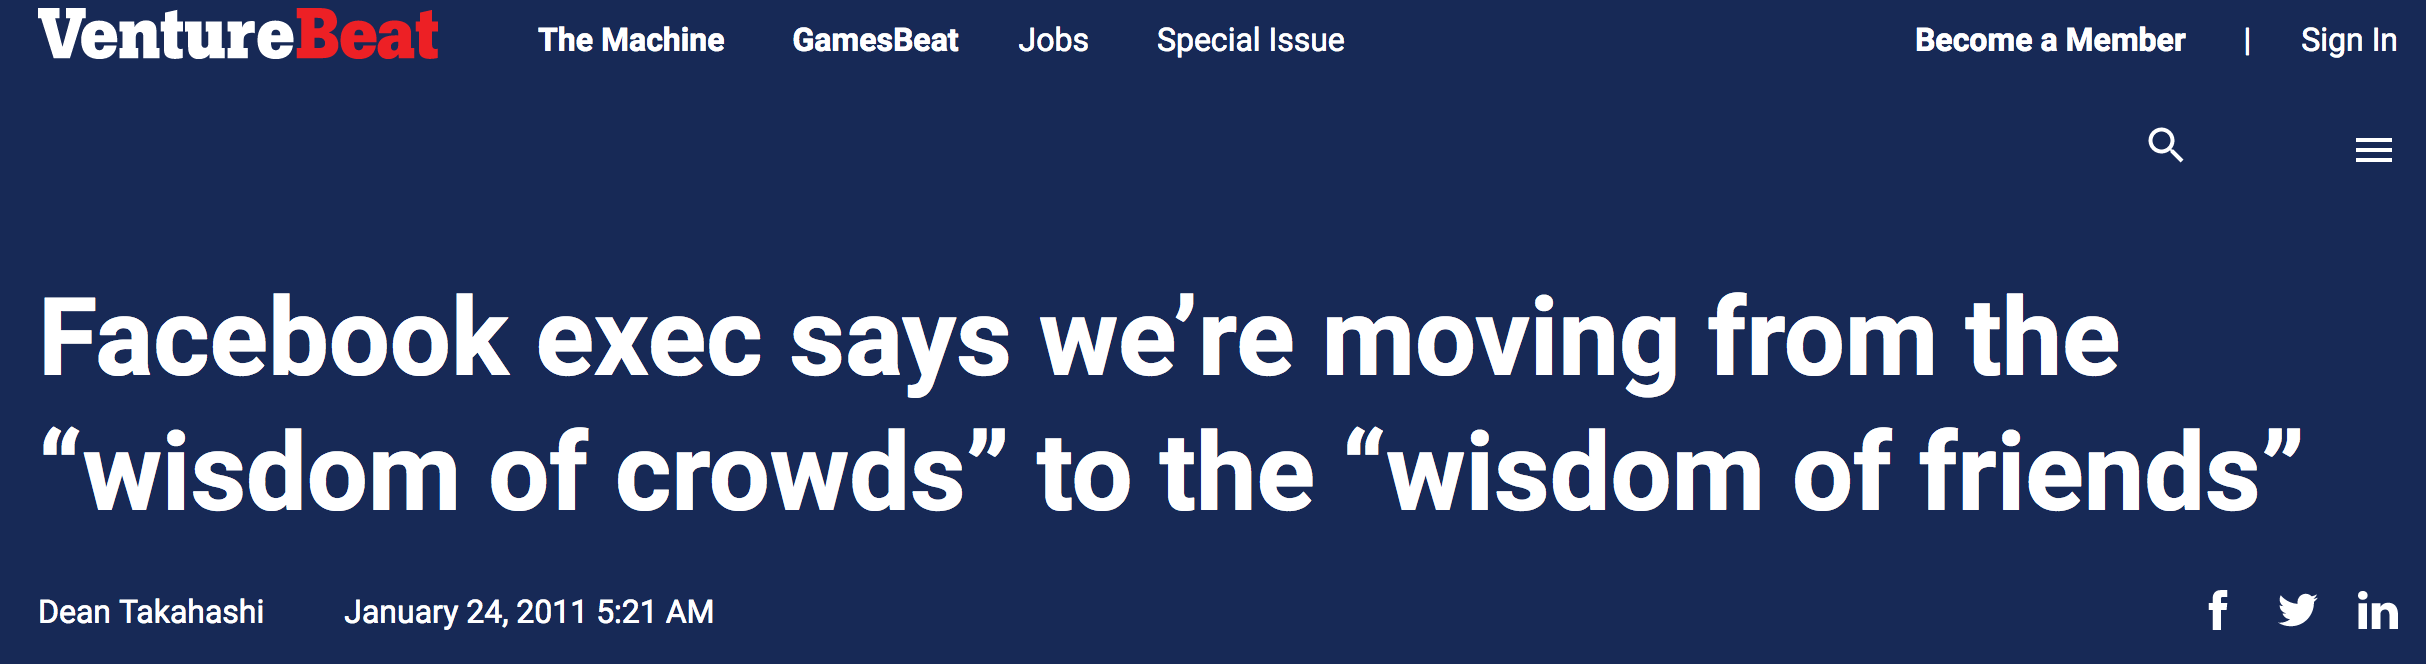 VentureBeat The Machine GamesBeat Jobs Special Issue Become a Member | Sign In
Facebook exec says we’re moving from the
“wisdom of crowds” to the “wisdom of friends”
Dean Takahashi January 24, 2011 5:21 AM